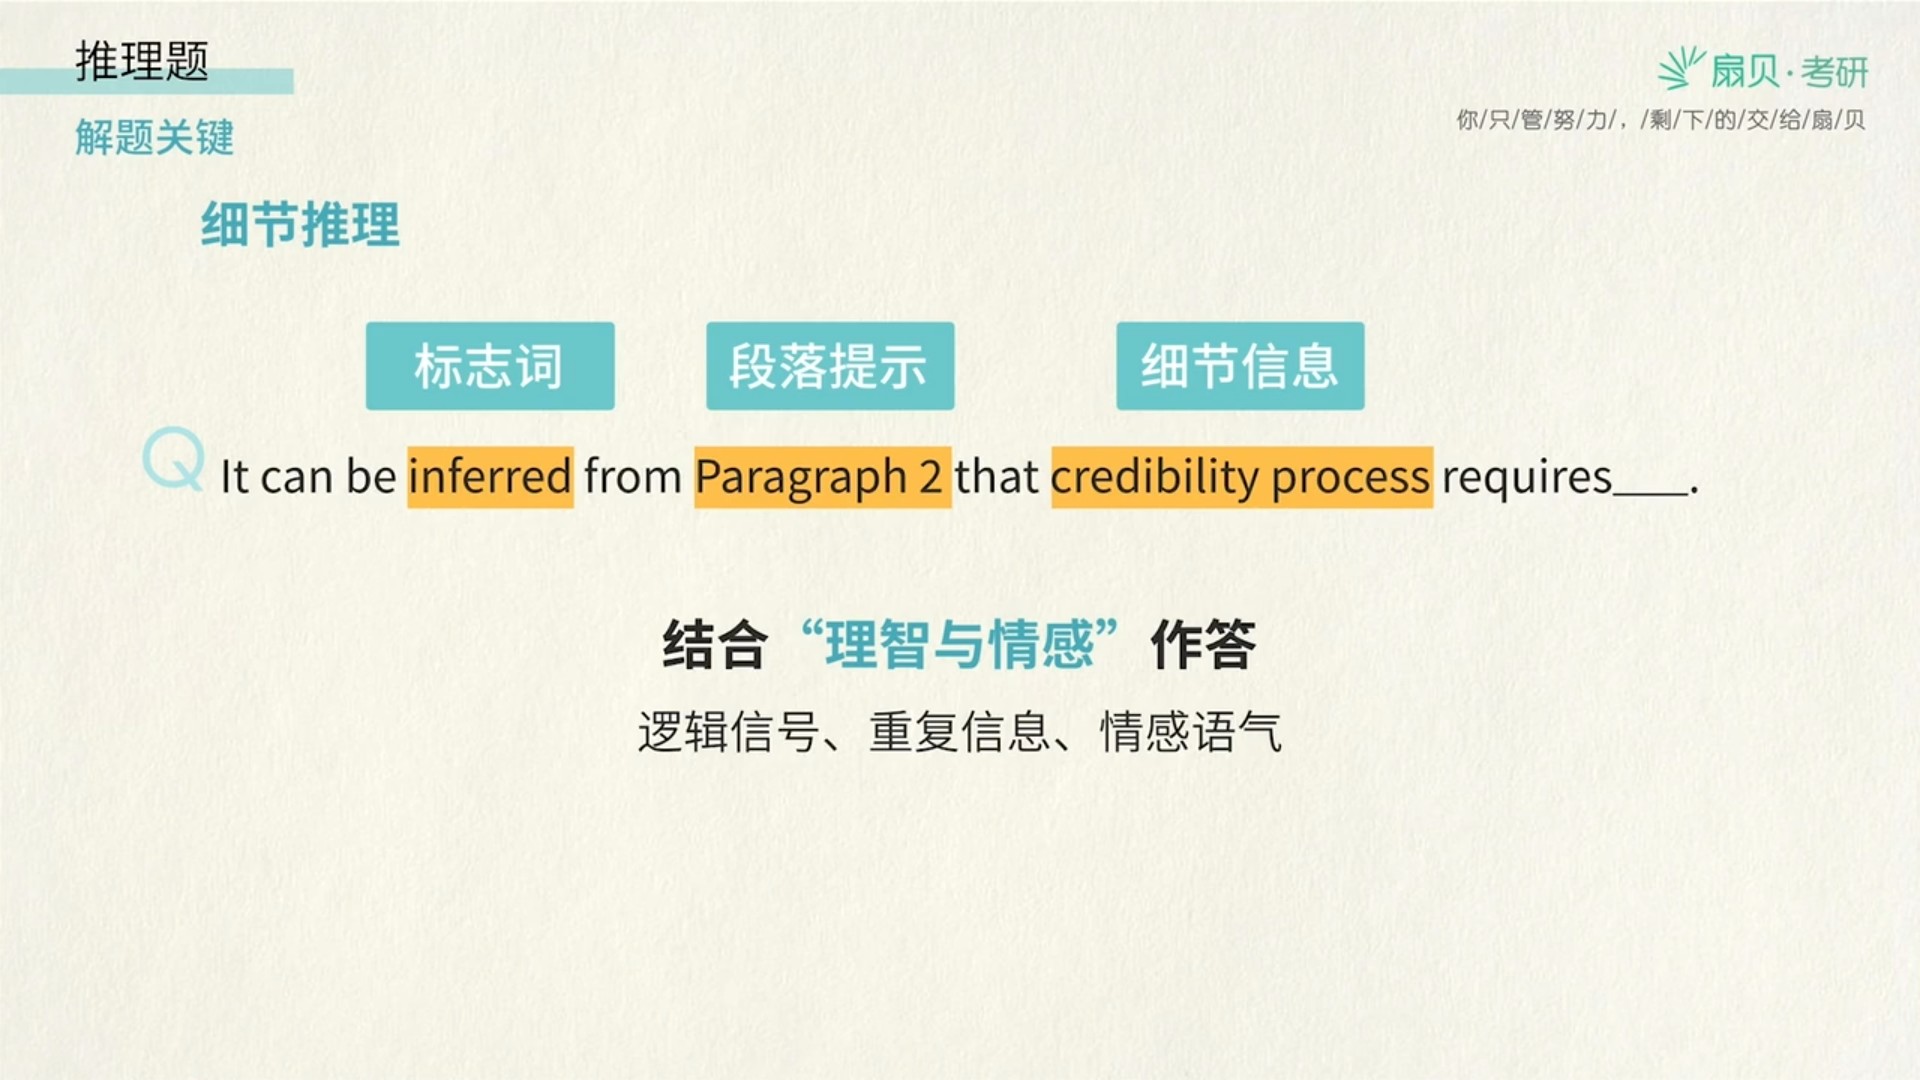 推理题
扇贝·考研
解题关键
你/只/管/努/力/，/剩/下/的/交/给/扇/贝
细节推理
标志词 段落提示 细节信息
Q It can be inferred from Paragraph 2 that credibility process requires___.
结合“理智与情感”作答
逻辑信号、重复信息、情感语气